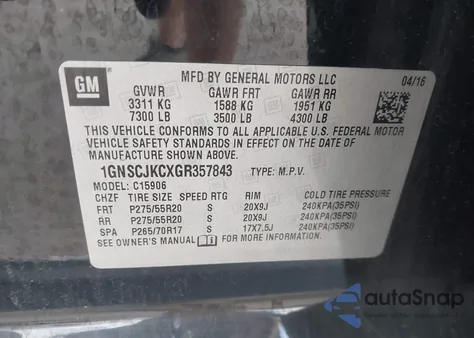 GM
MFD BY GENERAL MOTORS LLC
04/16
GVWR GAWR FRT GAWR RR
3311 KG 1588 KG 1951 KG
7300 LB 3500 LB 4300 LB
THIS VEHICLE CONFORMS TO ALL APPLICABLE U.S. FEDERAL MOTOR
VEHICLE SAFETY AND THEFT PREVENTION STANDARDS IN EFFECT ON THE DATE OF
MANUFACTURE SHOWN ABOVE.
1GNSCJKCXGR357843 TYPE: M.P.V.
MODEL: C15906
CHZF TIRE SIZE SPEED RTG RIM COLD TIRE PRESSURE
FRT P275/55R20 S 20X9J 240KPA(35PSI)
RR P275/55R20 S 20X9J 240KPA(35PSI)
SPA P265/70R17 S 17X7.5J 240KPA(35PSI)
SEE OWNER'S MANUAL FOR MORE INFORMATION.
autoSnap